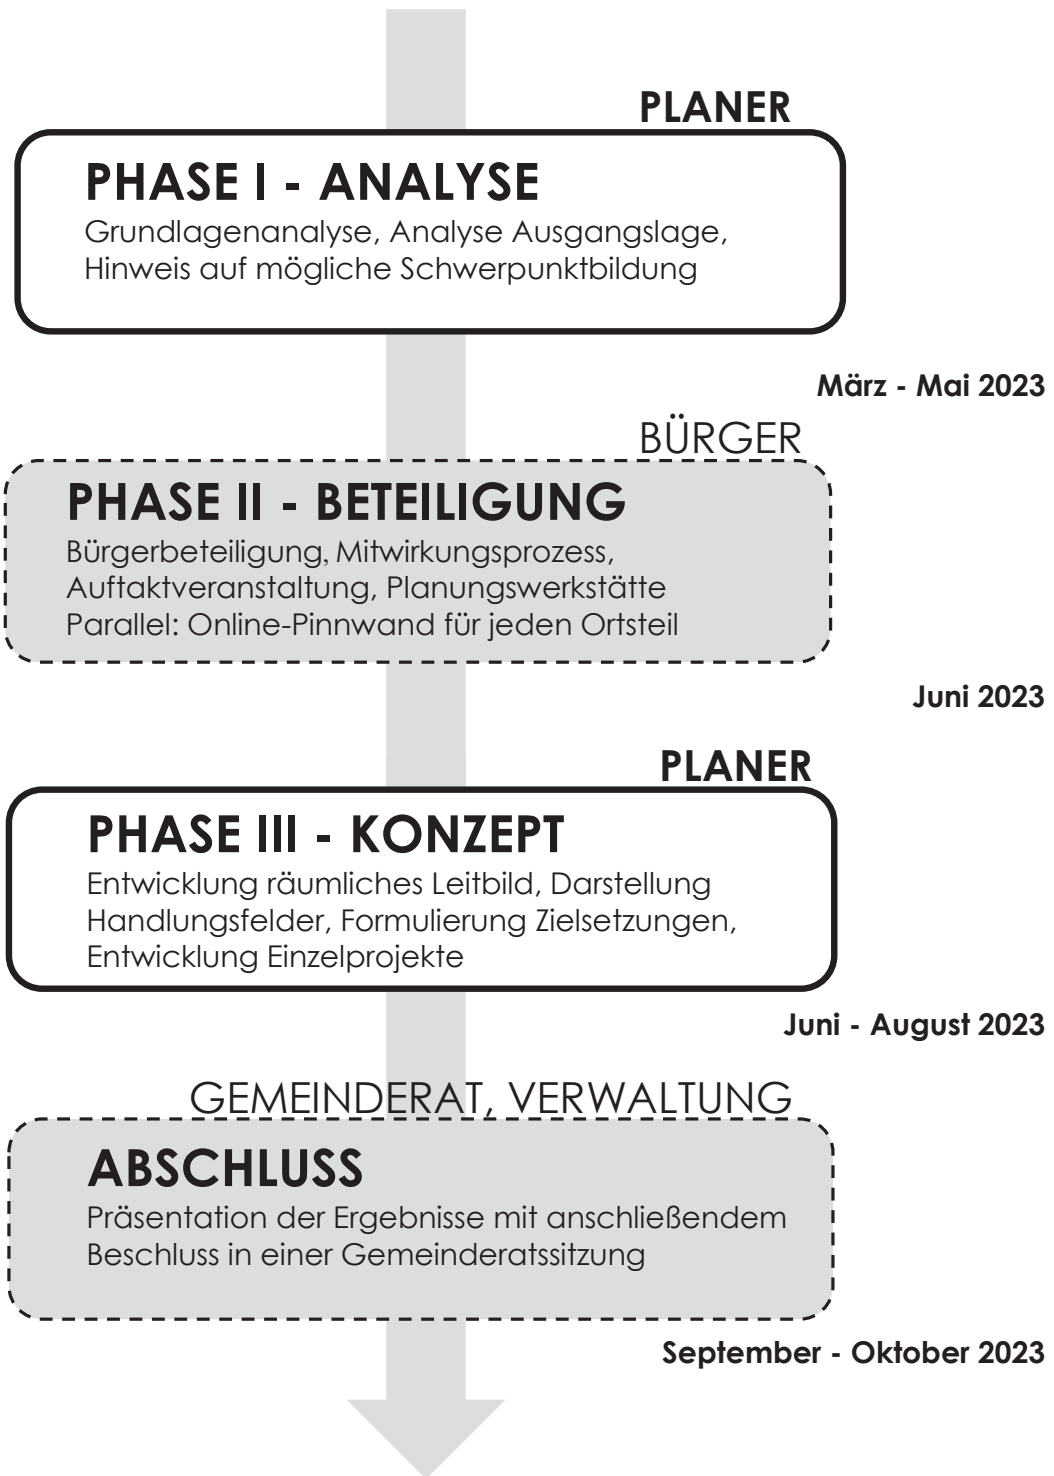 PLANER
PHASE I - ANALYSE
Grundlagenanalyse, Analyse Ausgangslage,
Hinweis auf mögliche Schwerpunktbildung
März - Mai 2023
BÜRGER
PHASE II - BETEILIGUNG
Bürgerbeteiligung, Mitwirkungsprozess,
Auftaktveranstaltung, Planungswerkstätte
Parallel: Online-Pinnwand für jeden Ortsteil
Juni 2023
PLANER
PHASE III - KONZEPT
Entwicklung räumliches Leitbild, Darstellung
Handlungsfelder, Formulierung Zielsetzungen,
Entwicklung Einzelprojekte
Juni - August 2023
GEMEINDERAT, VERWALTUNG
ABSCHLUSS
Präsentation der Ergebnisse mit anschließendem
Beschluss in einer Gemeinderatssitzung
September - Oktober 2023